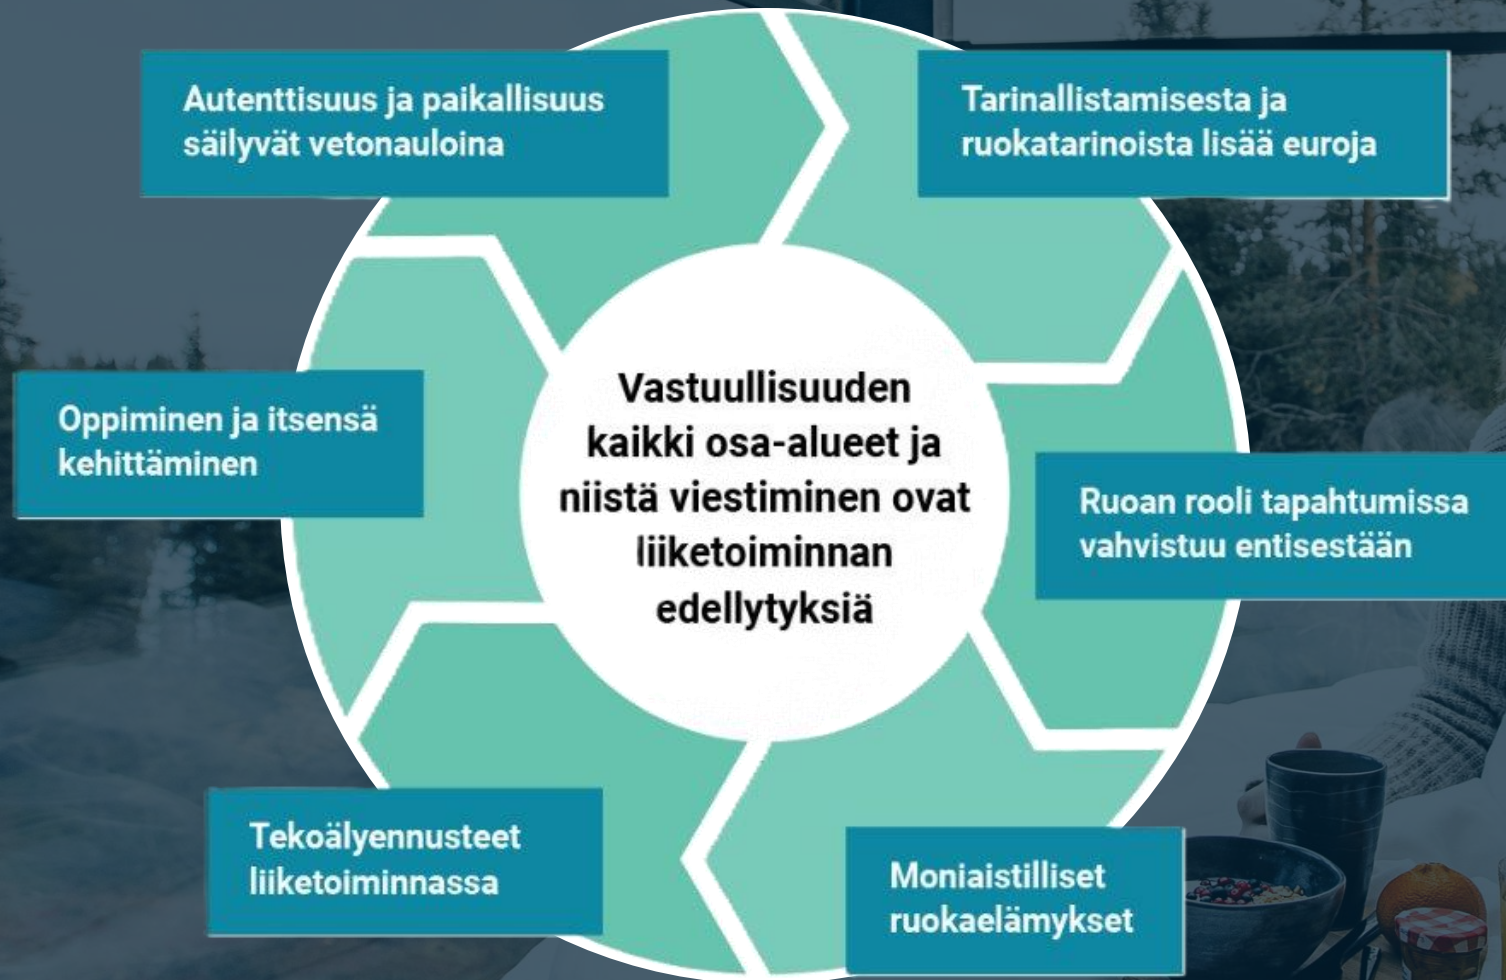 Autenttisuus ja paikallisuus
säilyvät vetonauloina
Tarinallistamisesta ja
ruokatarinoista lisää euroja
Oppiminen ja itsensä
kehittäminen
Vastuullisuuden
kaikki osa-alueet ja
niistä viestiminen ovat
liiketoiminnan
edellytyksiä
Ruoan rooli tapahtumissa
vahvistuu entisestään
Tekoälyennusteet
liiketoiminnassa
Moniaistilliset
ruokaelämykset